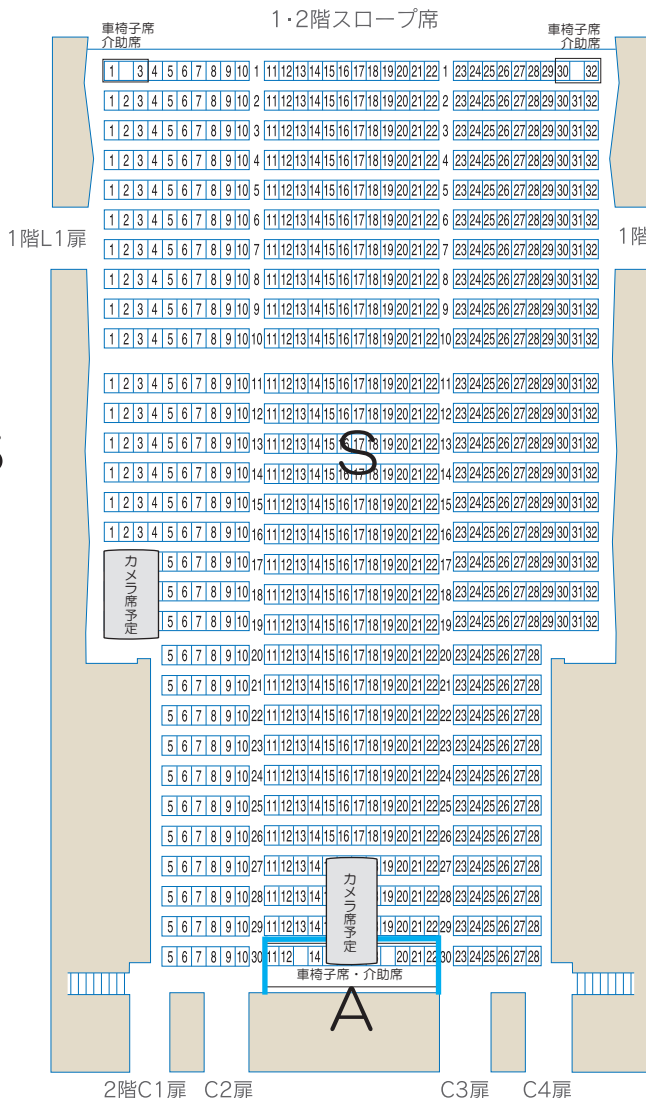 1・2階スロープ席
車椅子席 車椅子席
介助席 介助席
1 3 4 5 6 7 8 9 10 1 11 12 13 14 15 16 17 18 19 20 21 22 1 23 24 25 26 27 28 29 30 32
1 2 3 4 5 6 7 8 9 10 2 11 12 13 14 15 16 17 18 19 20 21 22 2 23 24 25 26 27 28 29 30 31 32
1 2 3 4 5 6 7 8 9 10 3 11 12 13 14 15 16 17 18 19 20 21 22 3 23 24 25 26 27 28 29 30 31 32
1 2 3 4 5 6 7 8 9 10 4 11 12 13 14 15 16 17 18 19 20 21 22 4 23 24 25 26 27 28 29 30 31 32
1 2 3 4 5 6 7 8 9 10 5 11 12 13 14 15 16 17 18 19 20 21 22 5 23 24 25 26 27 28 29 30 31 32
1 2 3 4 5 6 7 8 9 10 6 11 12 13 14 15 16 17 18 19 20 21 22 6 23 24 25 26 27 28 29 30 31 32
1階L1扉 1階
1 2 3 4 5 6 7 8 9 10 7 11 12 13 14 15 16 17 18 19 20 21 22 7 23 24 25 26 27 28 29 30 31 32
1 2 3 4 5 6 7 8 9 10 8 11 12 13 14 15 16 17 18 19 20 21 22 8 23 24 25 26 27 28 29 30 31 32
1 2 3 4 5 6 7 8 9 10 9 11 12 13 14 15 16 17 18 19 20 21 22 9 23 24 25 26 27 28 29 30 31 32
1 2 3 4 5 6 7 8 9 10 10 11 12 13 14 15 16 17 18 19 20 21 22 10 23 24 25 26 27 28 29 30 31 32
1 2 3 4 5 6 7 8 9 10 11 11 12 13 14 15 16 17 18 19 20 21 22 11 23 24 25 26 27 28 29 30 31 32
1 2 3 4 5 6 7 8 9 10 12 11 12 13 14 15 16 17 18 19 20 21 22 12 23 24 25 26 27 28 29 30 31 32
1 2 3 4 5 6 7 8 9 10 13 11 12 13 14 15 16 17 18 19 20 21 22 13 23 24 25 26 27 28 29 30 31 32
S
1 2 3 4 5 6 7 8 9 10 14 11 12 13 14 15 16 17 18 19 20 21 22 14 23 24 25 26 27 28 29 30 31 32
1 2 3 4 5 6 7 8 9 10 15 11 12 13 14 15 16 17 18 19 20 21 22 15 23 24 25 26 27 28 29 30 31 32
1 2 3 4 5 6 7 8 9 10 16 11 12 13 14 15 16 17 18 19 20 21 22 16 23 24 25 26 27 28 29 30 31 32
カメラ席予定
5 6 7 8 9 10 17 11 12 13 14 15 16 17 18 19 20 21 22 17 23 24 25 26 27 28 29 30 31 32
5 6 7 8 9 10 18 11 12 13 14 15 16 17 18 19 20 21 22 18 23 24 25 26 27 28 29 30 31 32
5 6 7 8 9 10 19 11 12 13 14 15 16 17 18 19 20 21 22 19 23 24 25 26 27 28 29 30 31 32
5 6 7 8 9 10 20 11 12 13 14 15 16 17 18 19 20 21 22 20 23 24 25 26 27 28
5 6 7 8 9 10 21 11 12 13 14 15 16 17 18 19 20 21 22 21 23 24 25 26 27 28
5 6 7 8 9 10 22 11 12 13 14 15 16 17 18 19 20 21 22 22 23 24 25 26 27 28
5 6 7 8 9 10 23 11 12 13 14 15 16 17 18 19 20 21 22 23 23 24 25 26 27 28
5 6 7 8 9 10 24 11 12 13 14 15 16 17 18 19 20 21 22 24 23 24 25 26 27 28
5 6 7 8 9 10 25 11 12 13 14 15 16 17 18 19 20 21 22 25 23 24 25 26 27 28
5 6 7 8 9 10 26 11 12 13 14 15 16 17 18 19 20 21 22 26 23 24 25 26 27 28
5 6 7 8 9 10 27 11 12 13 14 19 20 21 22 27 23 24 25 26 27 28
カメラ席予定
5 6 7 8 9 10 28 11 12 13 14 19 20 21 22 28 23 24 25 26 27 28
5 6 7 8 9 10 29 11 12 13 14 19 20 21 22 29 23 24 25 26 27 28
5 6 7 8 9 10 30 11 12 14 20 21 22 30 23 24 25 26 27 28
車椅子席・介助席
A
2階C1扉 C2扉 C3扉 C4扉